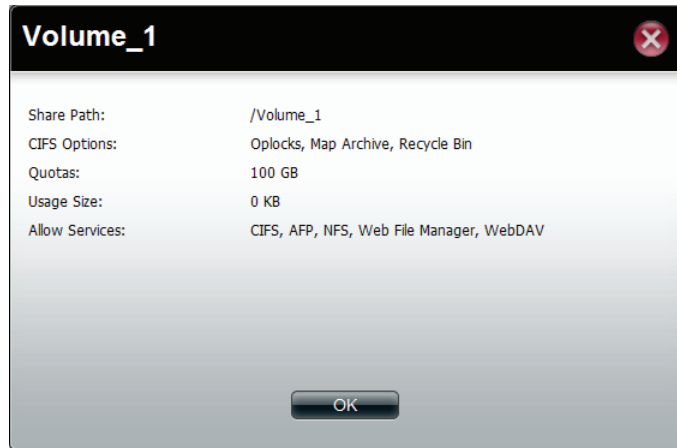 Volume_1
Share Path: /Volume_1
CIFS Options: Oplocks, Map Archive, Recycle Bin
Quotas: 100 GB
Usage Size: 0 KB
Allow Services: CIFS, AFP, NFS, Web File Manager, WebDAV
OK